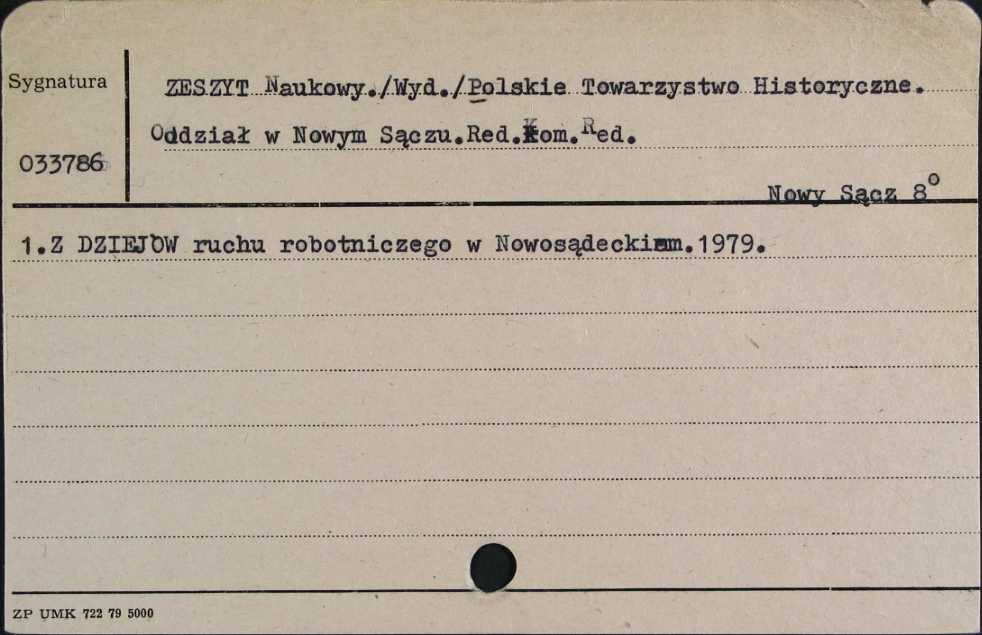 Sygnatura
ZESZYT Naukowy./Wyd./Polskie Towarzystwo Historyczne.
Oddział w Nowym Sączu.Red.Kom.Red.
033786
Nowy Sącz 8°
1.Z DZIEJÓW ruchu robotniczego w Nowosądeckiem.1979.
ZP UMK 722 79 5000